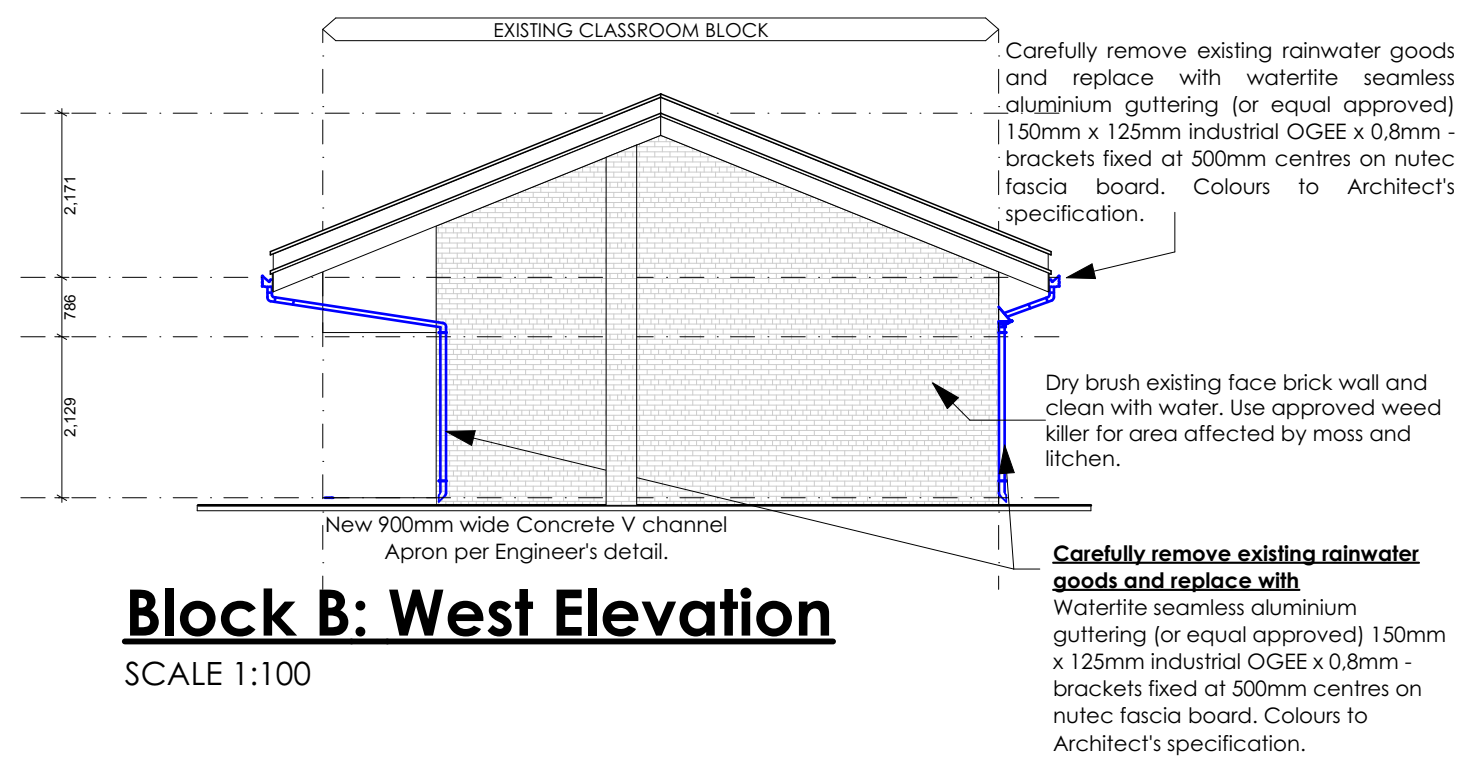 EXISTING CLASSROOM BLOCK
Carefully remove existing rainwater goods
and replace with watertite seamless
aluminium guttering (or equal approved)
150mm x 125mm industrial OGEE x 0,8mm -
brackets fixed at 500mm centres on nutec
fascia board. Colours to Architect's
specification.
2,171
786
2,129
Dry brush existing face brick wall and
clean with water. Use approved weed
killer for area affected by moss and
litchen.
New 900mm wide Concrete V channel
Apron per Engineer's detail.
Carefully remove existing rainwater
goods and replace with
Watertite seamless aluminium
guttering (or equal approved) 150mm
x 125mm industrial OGEE x 0,8mm -
brackets fixed at 500mm centres on
nutec fascia board. Colours to
Architect's specification.
Block B: West Elevation
SCALE 1:100